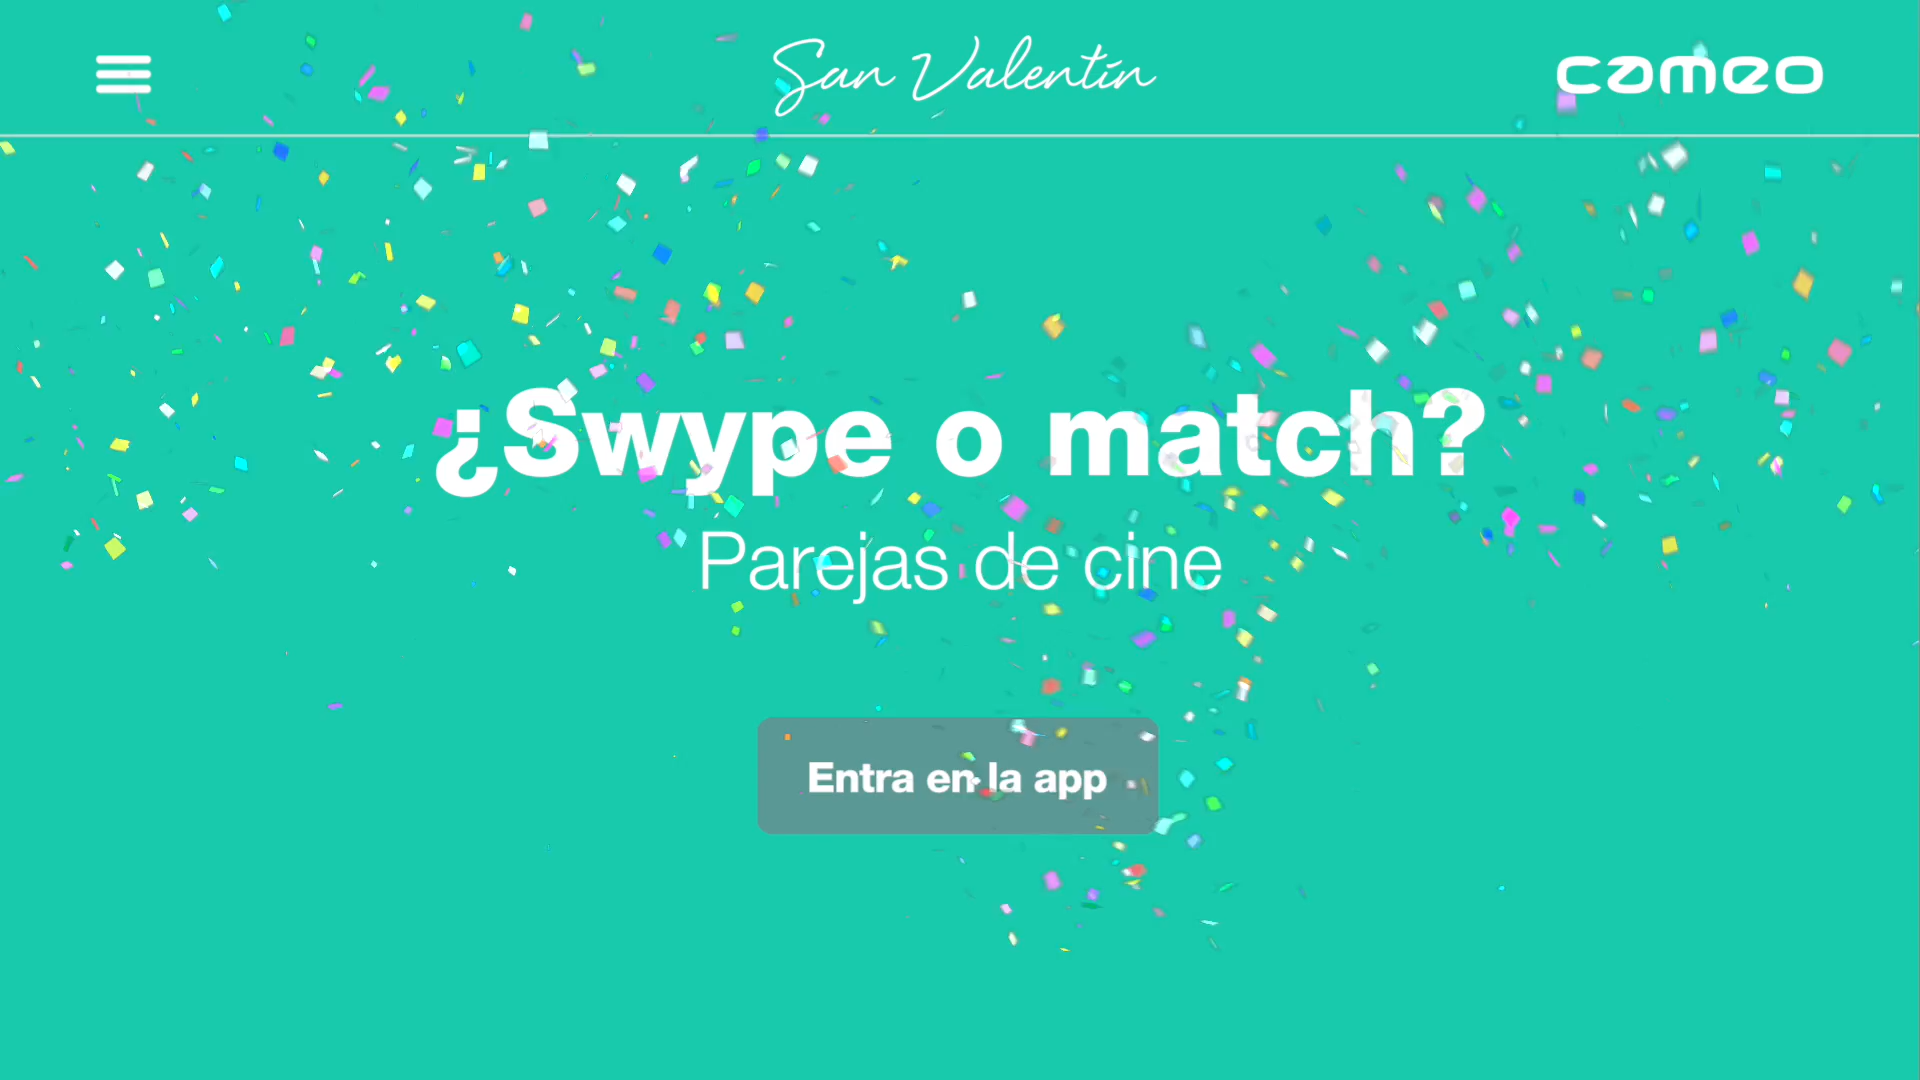 San Valentín
cameo
¿Swype o match?
Parejas de cine
Entra en la app